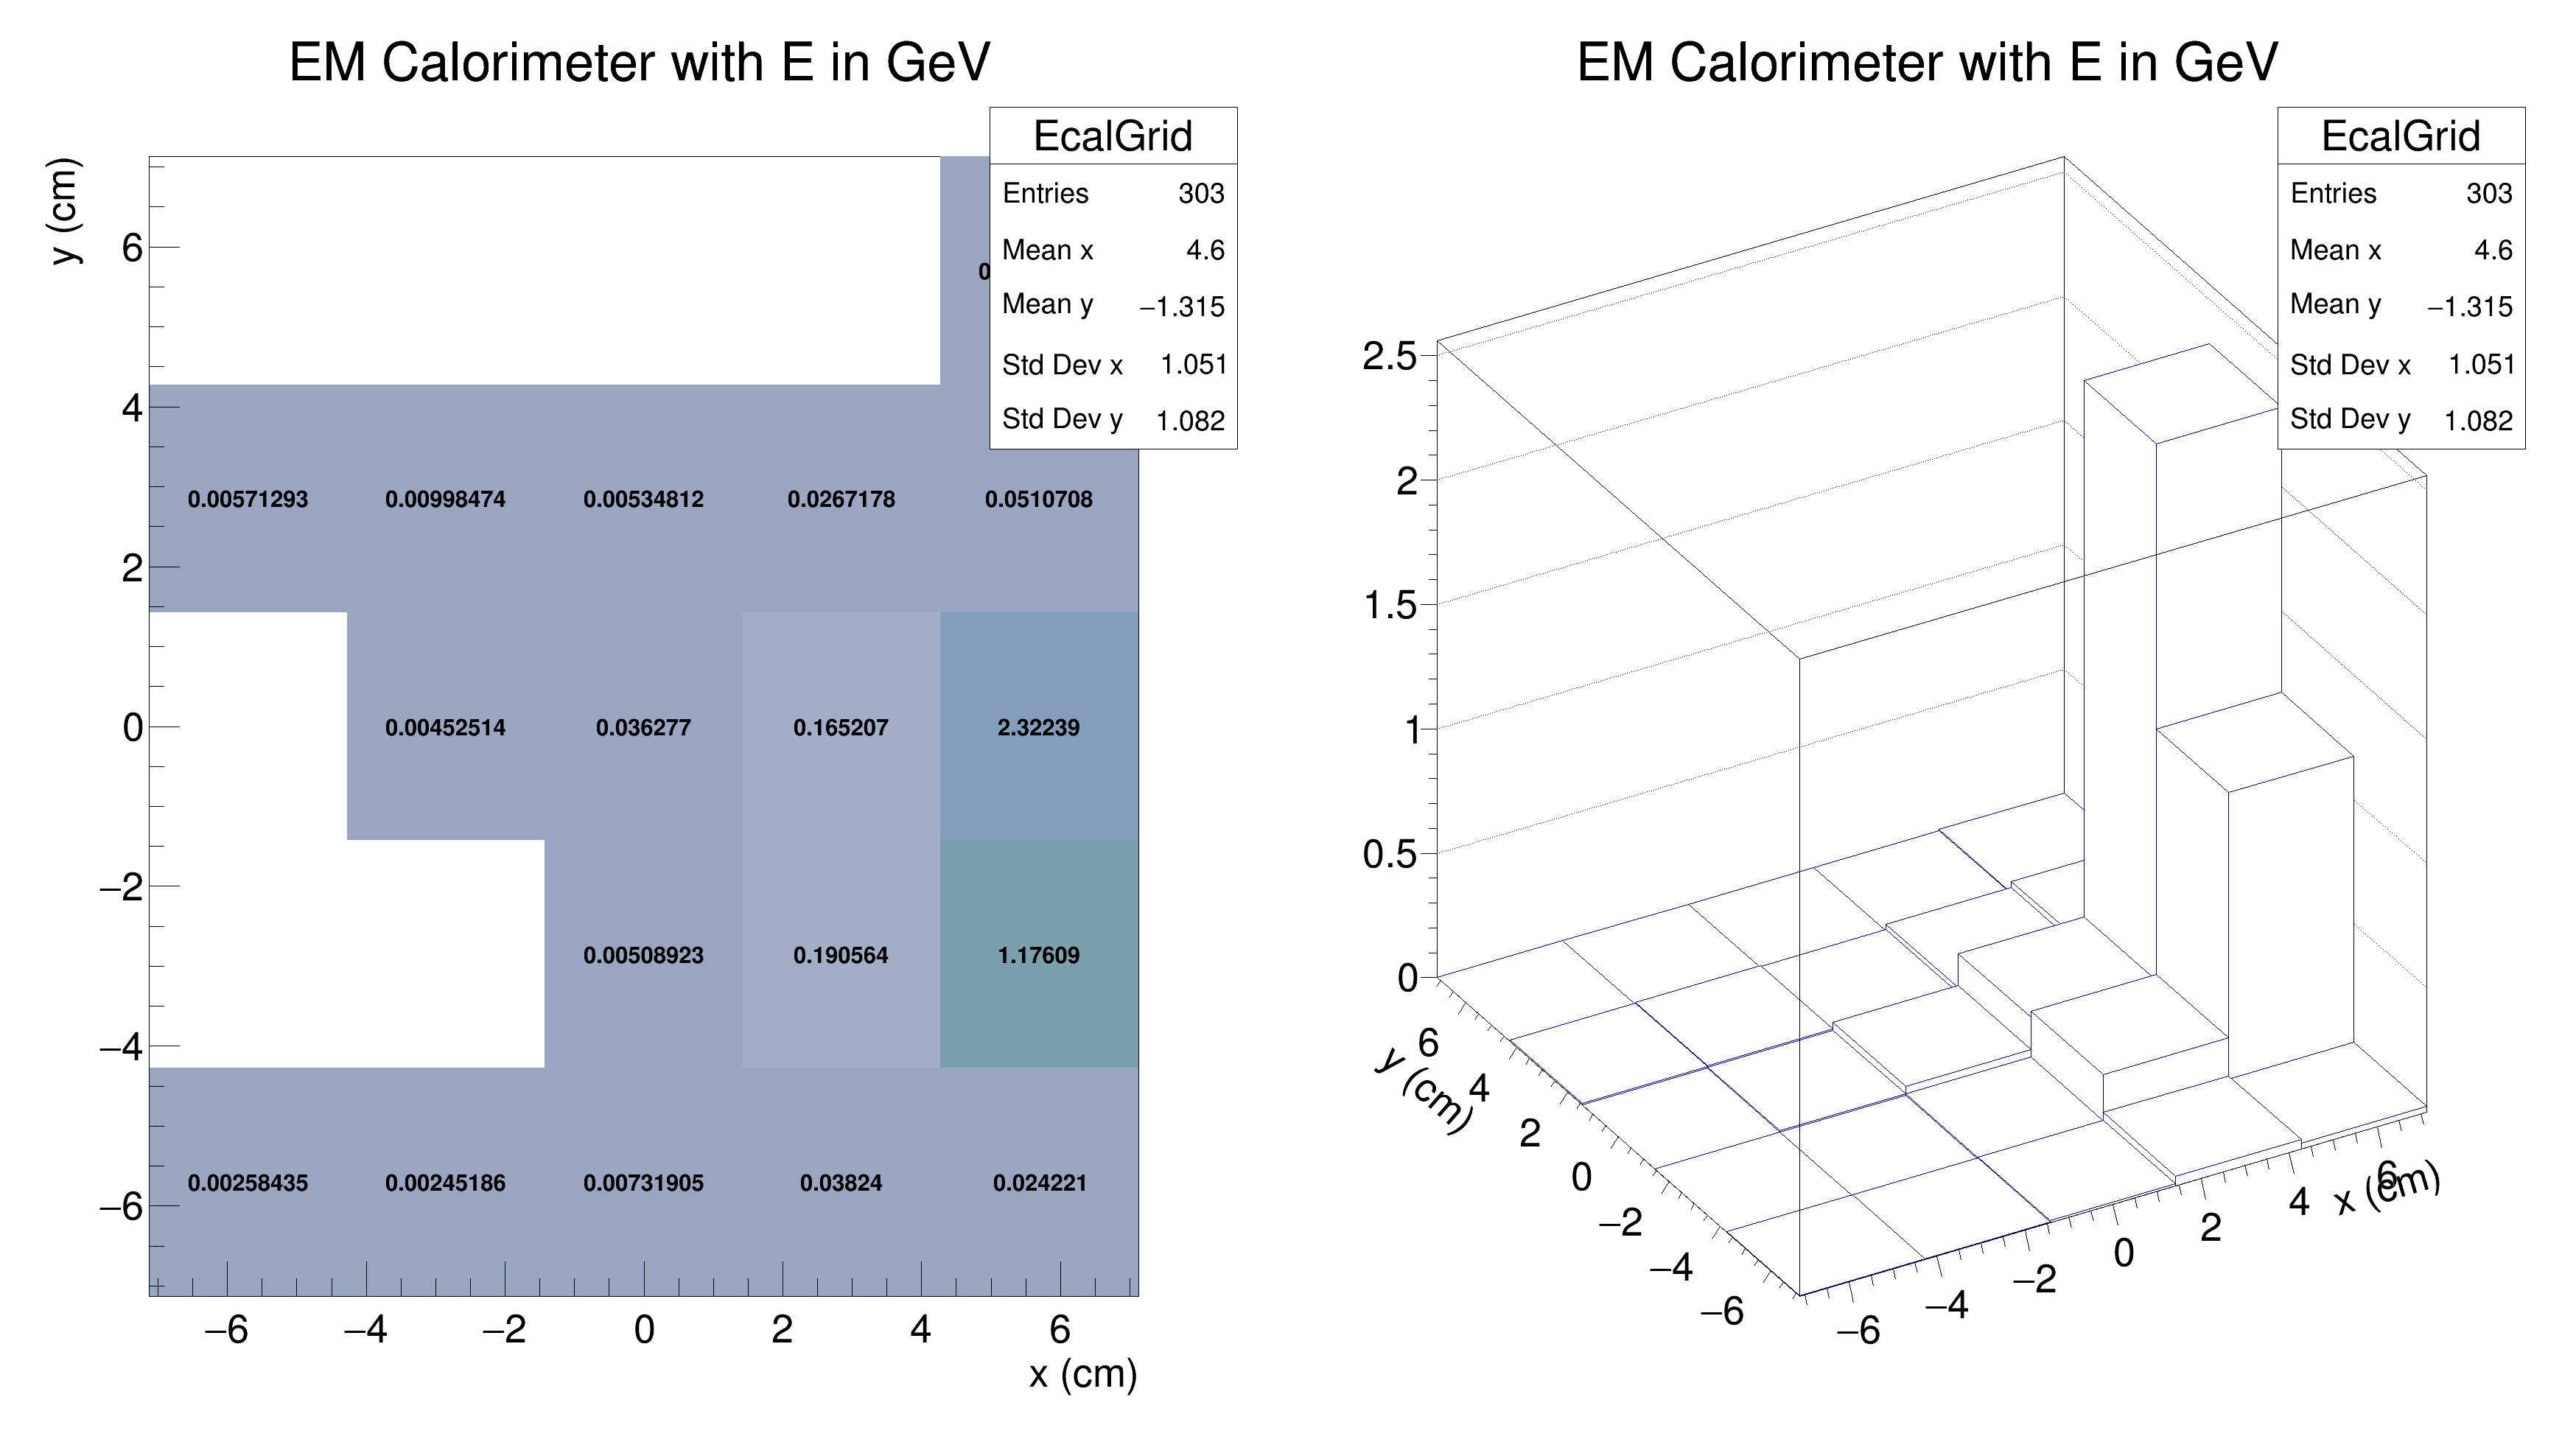 EM Calorimeter with E in GeV
EcalGrid
Entries 303
Mean x 4.6
Mean y −1.315
Std Dev x 1.051
Std Dev y 1.082
y (cm)
6
4
2
0
−2
−4
−6
0.00571293 0.00998474 0.00534812 0.0267178 0.0510708
0.00452514 0.036277 0.165207 2.32239
0.00508923 0.190564 1.17609
0.00258435 0.00245186 0.00731905 0.03824 0.024221
−6 −4 −2 0 2 4 6
x (cm)
EM Calorimeter with E in GeV
EcalGrid
Entries 303
Mean x 4.6
Mean y −1.315
Std Dev x 1.051
Std Dev y 1.082
2.5
2
1.5
1
0.5
0
6
4
2
0
−2
−4
−6
y (cm)
−6 −4 −2 0 2 4 6
x (cm)